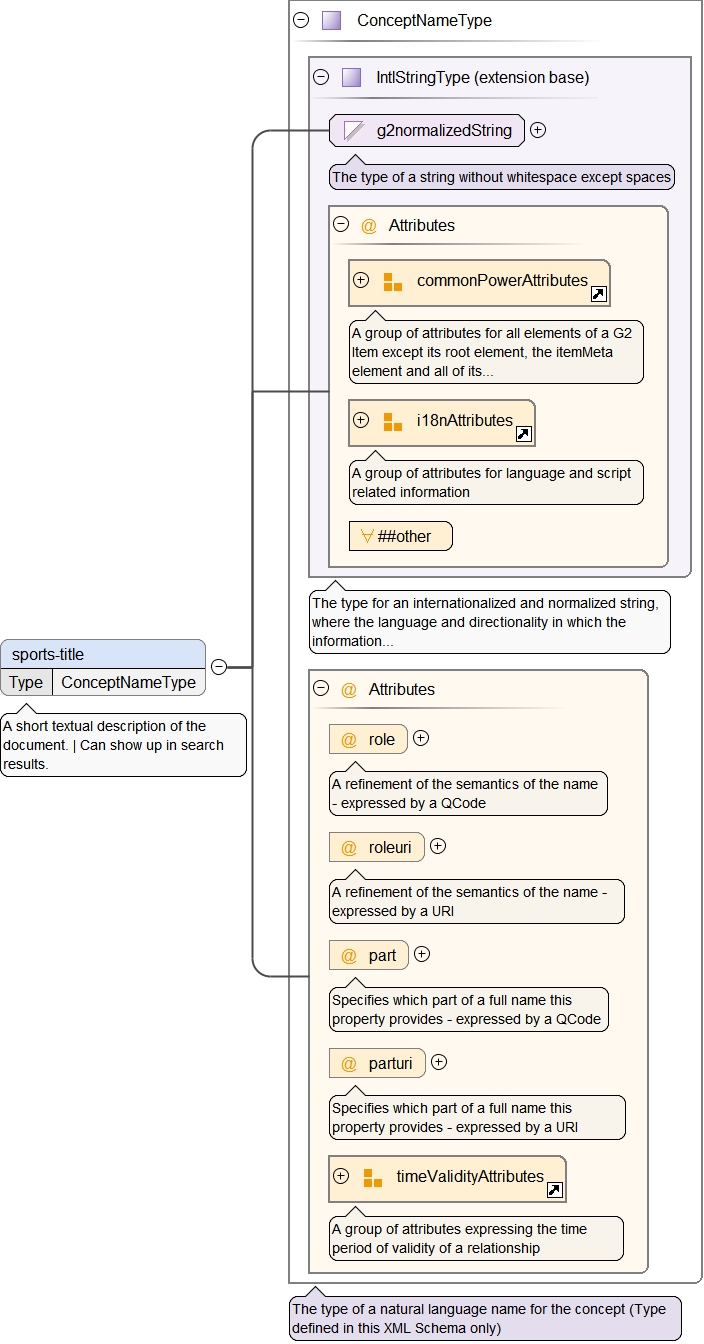 ConceptNameType
IntlStringType (extension base)
g2normalizedString
The type of a string without whitespace except spaces
@ Attributes
commonPowerAttributes
A group of attributes for all elements of a G2
Item except its root element, the itemMeta
element and all of its...
i18nAttributes
A group of attributes for language and script
related information
##other
The type for an internationalized and normalized string,
where the language and directionality in which the
information...
sports-title
Type ConceptNameType
A short textual description of the
document. | Can show up in search
results.
@ Attributes
@ role
A refinement of the semantics of the name
- expressed by a QCode
@ roleuri
A refinement of the semantics of the name -
expressed by a URI
@ part
Specifies which part of a full name this
property provides - expressed by a QCode
@ parturi
Specifies which part of a full name this
property provides - expressed by a URI
timeValidityAttributes
A group of attributes expressing the time
period of validity of a relationship
The type of a natural language name for the concept (Type
defined in this XML Schema only)